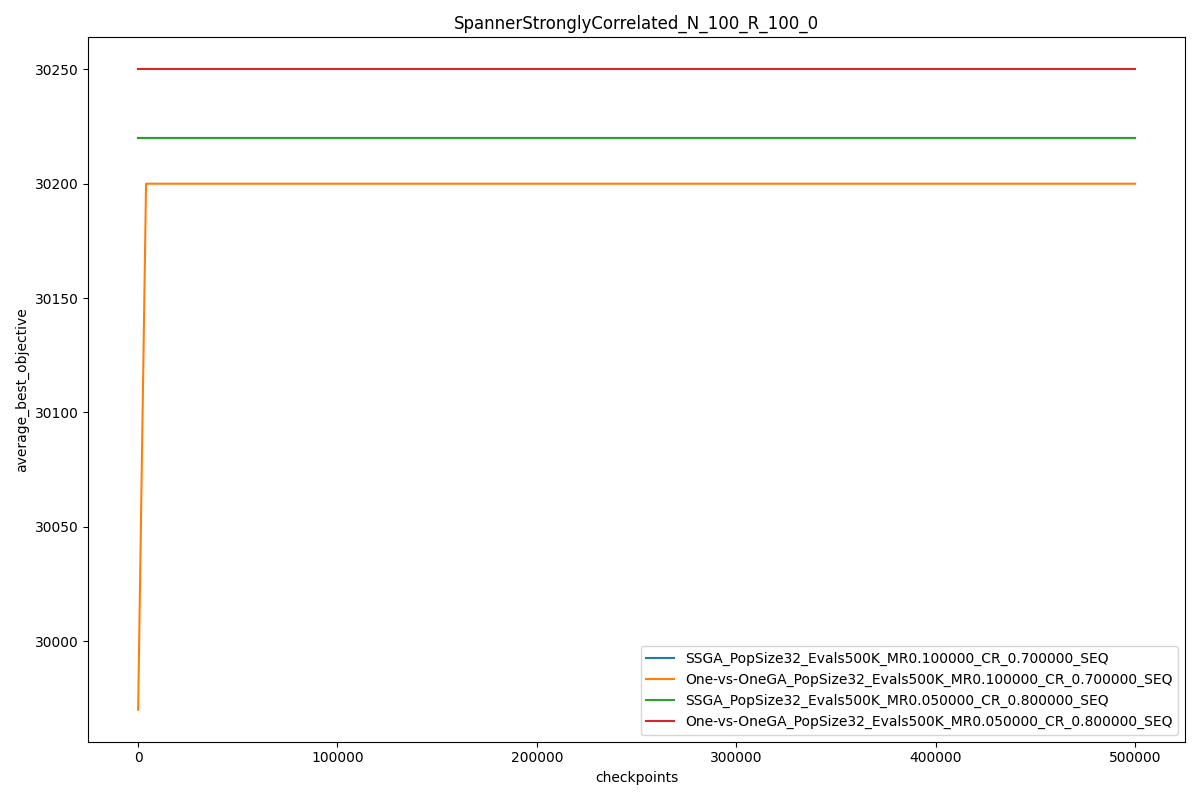 SpannerStronglyCorrelated_N_100_R_100_0
30250
30200
30150
30100
30050
30000
average_best_objective
SSGA_PopSize32_Evals500K_MR0.100000_CR_0.700000_SEQ
One-vs-OneGA_PopSize32_Evals500K_MR0.100000_CR_0.700000_SEQ
SSGA_PopSize32_Evals500K_MR0.050000_CR_0.800000_SEQ
One-vs-OneGA_PopSize32_Evals500K_MR0.050000_CR_0.800000_SEQ
0 100000 200000 300000 400000 500000
checkpoints